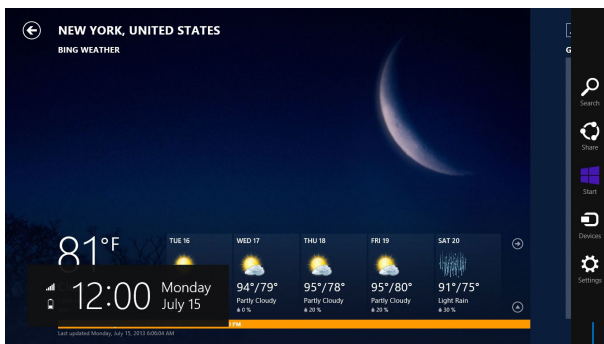 NEW YORK, UNITED STATES
BING WEATHER
G
Search
Share
Start
Devices
Settings
81°F
TUE 16
WED 17
94°/79°
Partly Cloudy
0 %
THU 18
95°/78°
Partly Cloudy
20 %
FRI 19
95°/80°
Partly Cloudy
20 %
SAT 20
91°/75°
Light Rain
30 %
12:00
Monday
July 15
PM
Last updated Monday, July 15, 2013 6:06:04 AM